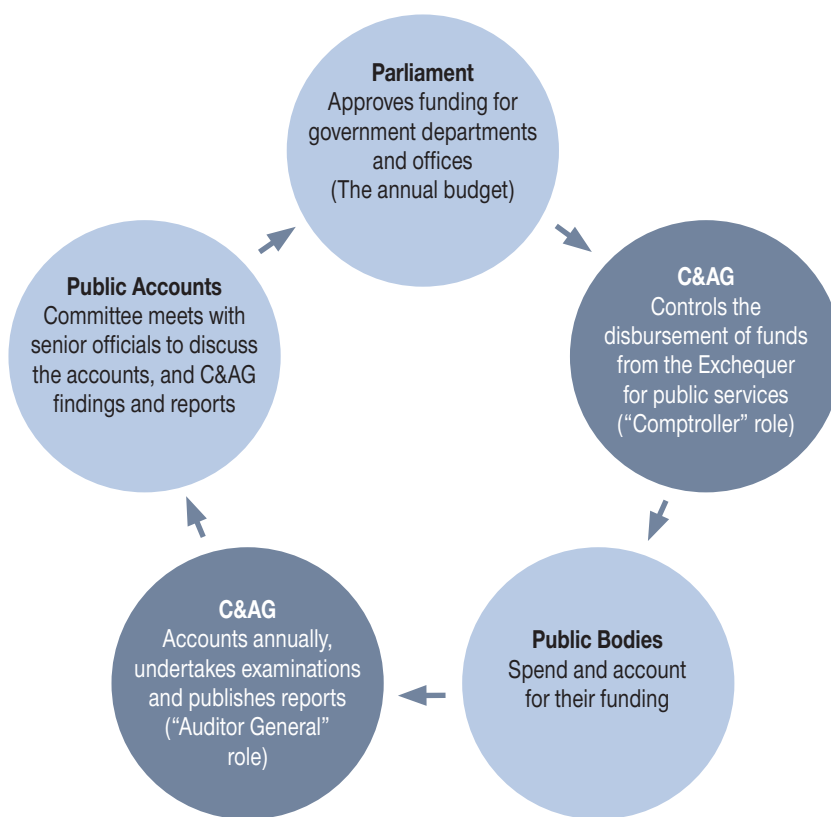 Parliament
Approves funding for
government departments
and offices
(The annual budget)
C&AG
Controls the
disbursement of funds
from the Exchequer
for public services
(“Comptroller” role)
Public Bodies
Spend and account
for their funding
C&AG
Accounts annually,
undertakes examinations
and publishes reports
(“Auditor General”
role)
Public Accounts
Committee meets with
senior officials to discuss
the accounts, and C&AG
findings and reports